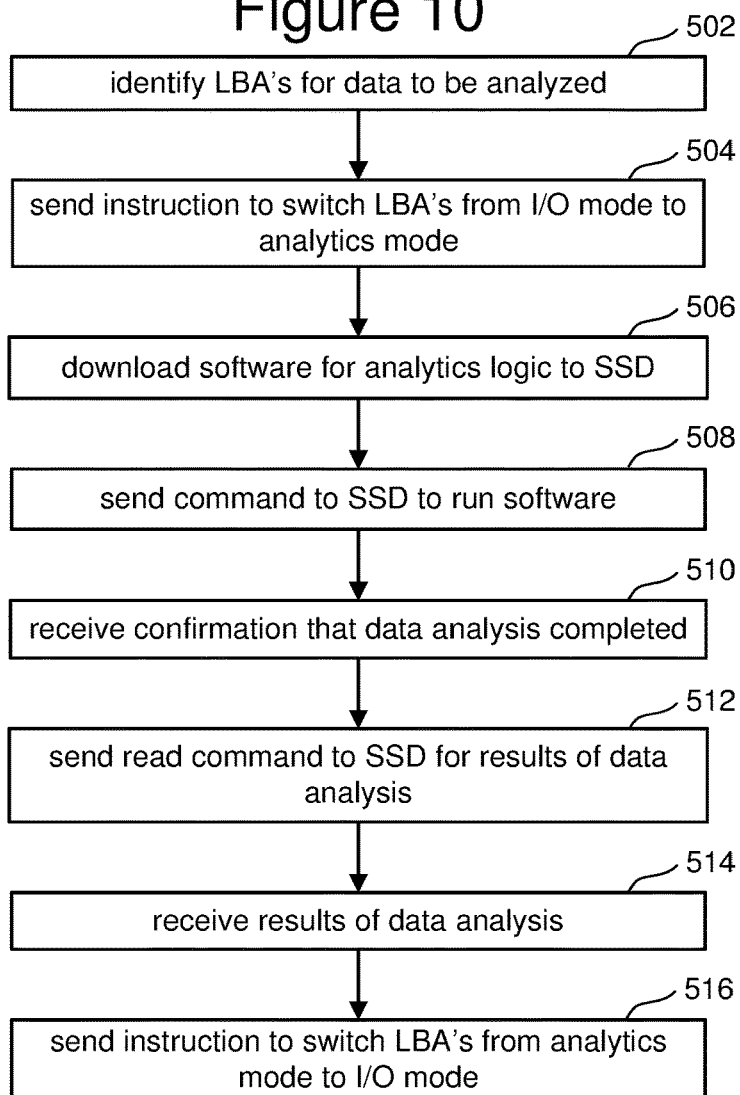 Figure 10
502
identify LBA's for data to be analyzed
504
send instruction to switch LBA's from I/O mode to
analytics mode
506
download software for analytics logic to SSD
508
send command to SSD to run software
510
receive confirmation that data analysis completed
512
send read command to SSD for results of data
analysis
514
receive results of data analysis
516
send instruction to switch LBA's from analytics
mode to I/O mode